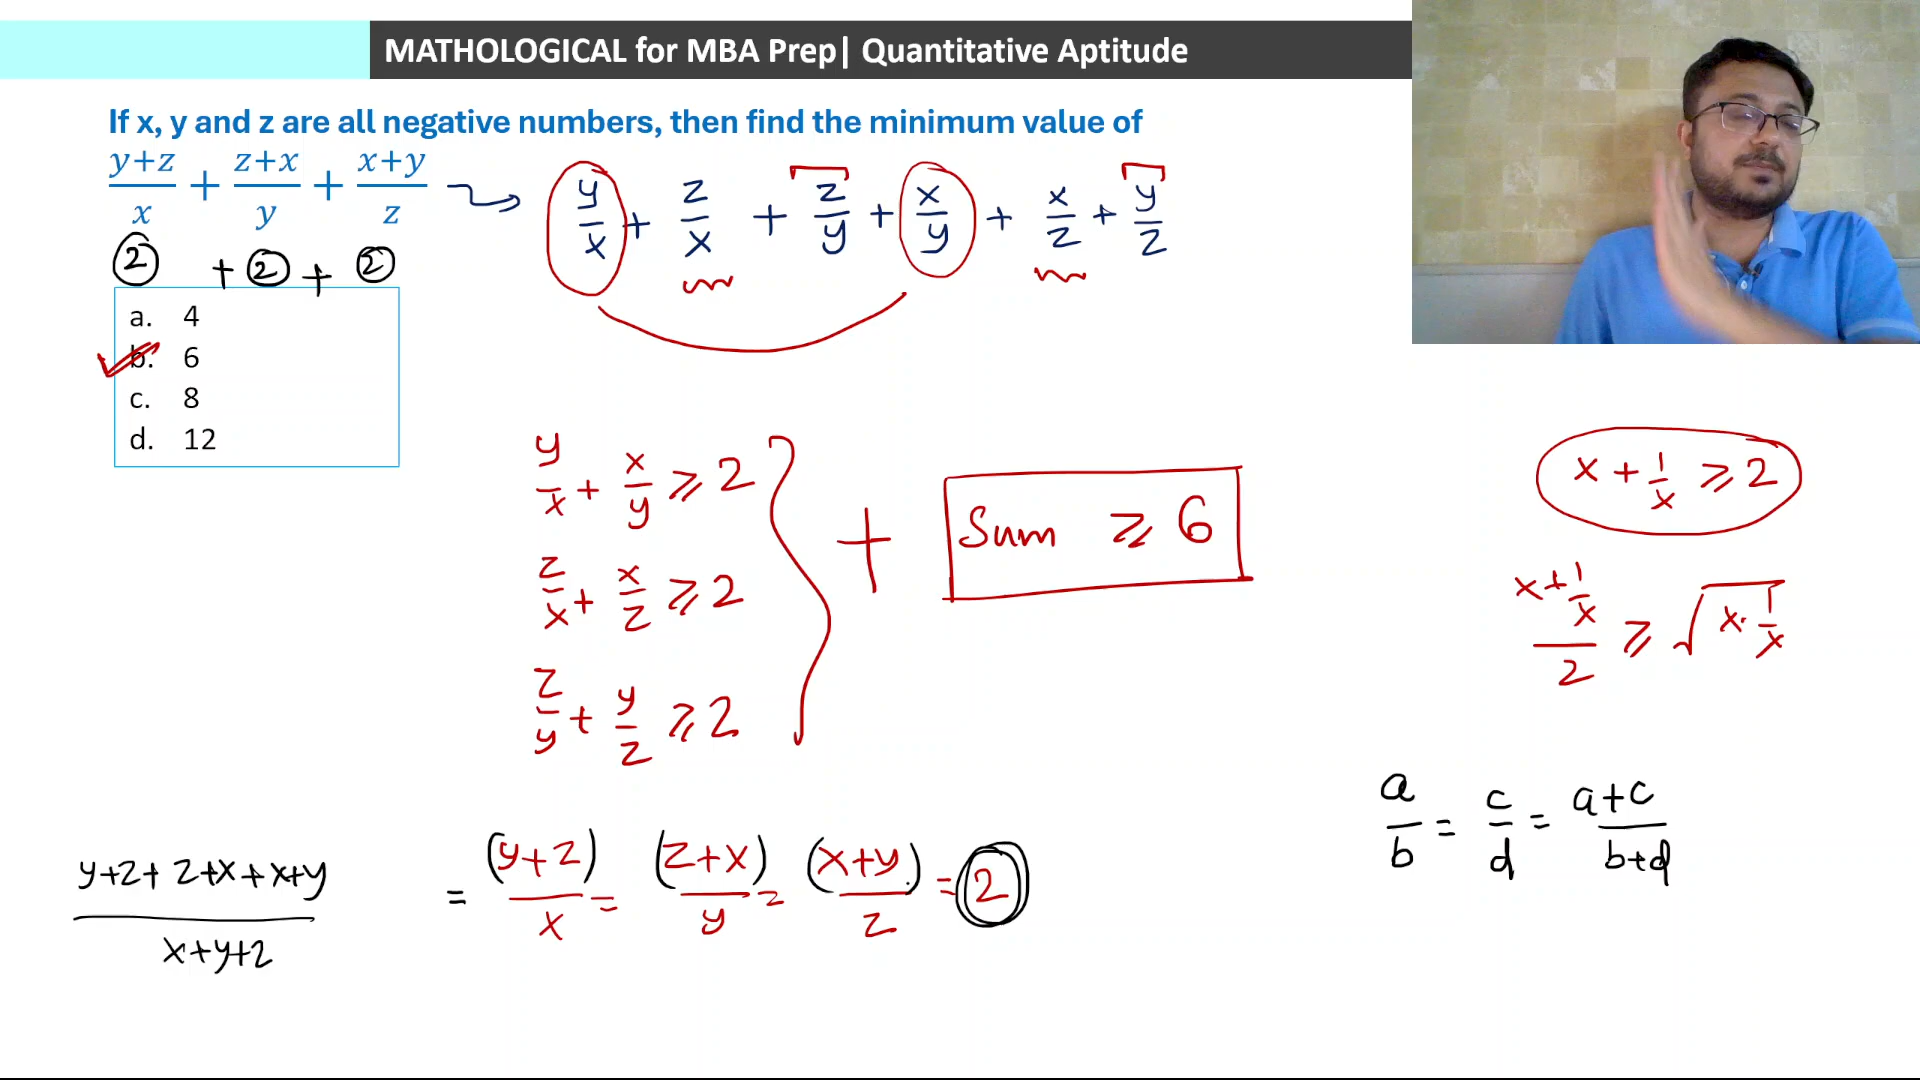 MATHOLOGICAL for MBA Prep| Quantitative Aptitude
If x, y and z are all negative numbers, then find the minimum value of
y+z/x + z+x/y + x+y/z → y/x + z/x + z/y + x/y + x/z + y/z
2 + 2 + 2
a. 4
b. 6
c. 8
d. 12
y/x + x/y ⩾ 2
z/x + x/z ⩾ 2
z/y + y/z ⩾ 2
+
Sum ⩾ 6
x + 1/x ⩾ 2
x+1/x / 2 ⩾ √x·1/x
a/b = c/d = a+c/b+d
y+z+z+x+x+y / x+y+z = (y+z)/x = (z+x)/y = (x+y)/z = 2